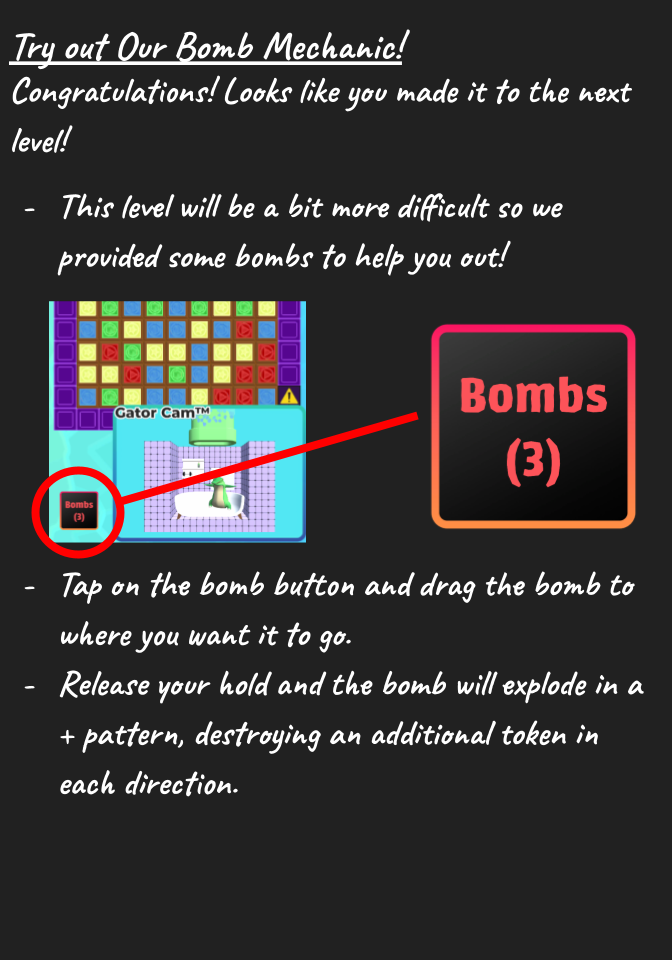 Try out Our Bomb Mechanic!
Congratulations! Looks like you made it to the next
level!
- This level will be a bit more difficult so we
provided some bombs to help you out!
Gator Cam™
Bombs
(3)
Bombs
(3)
- Tap on the bomb button and drag the bomb to
where you want it to go.
- Release your hold and the bomb will explode in a
+ pattern, destroying an additional token in
each direction.